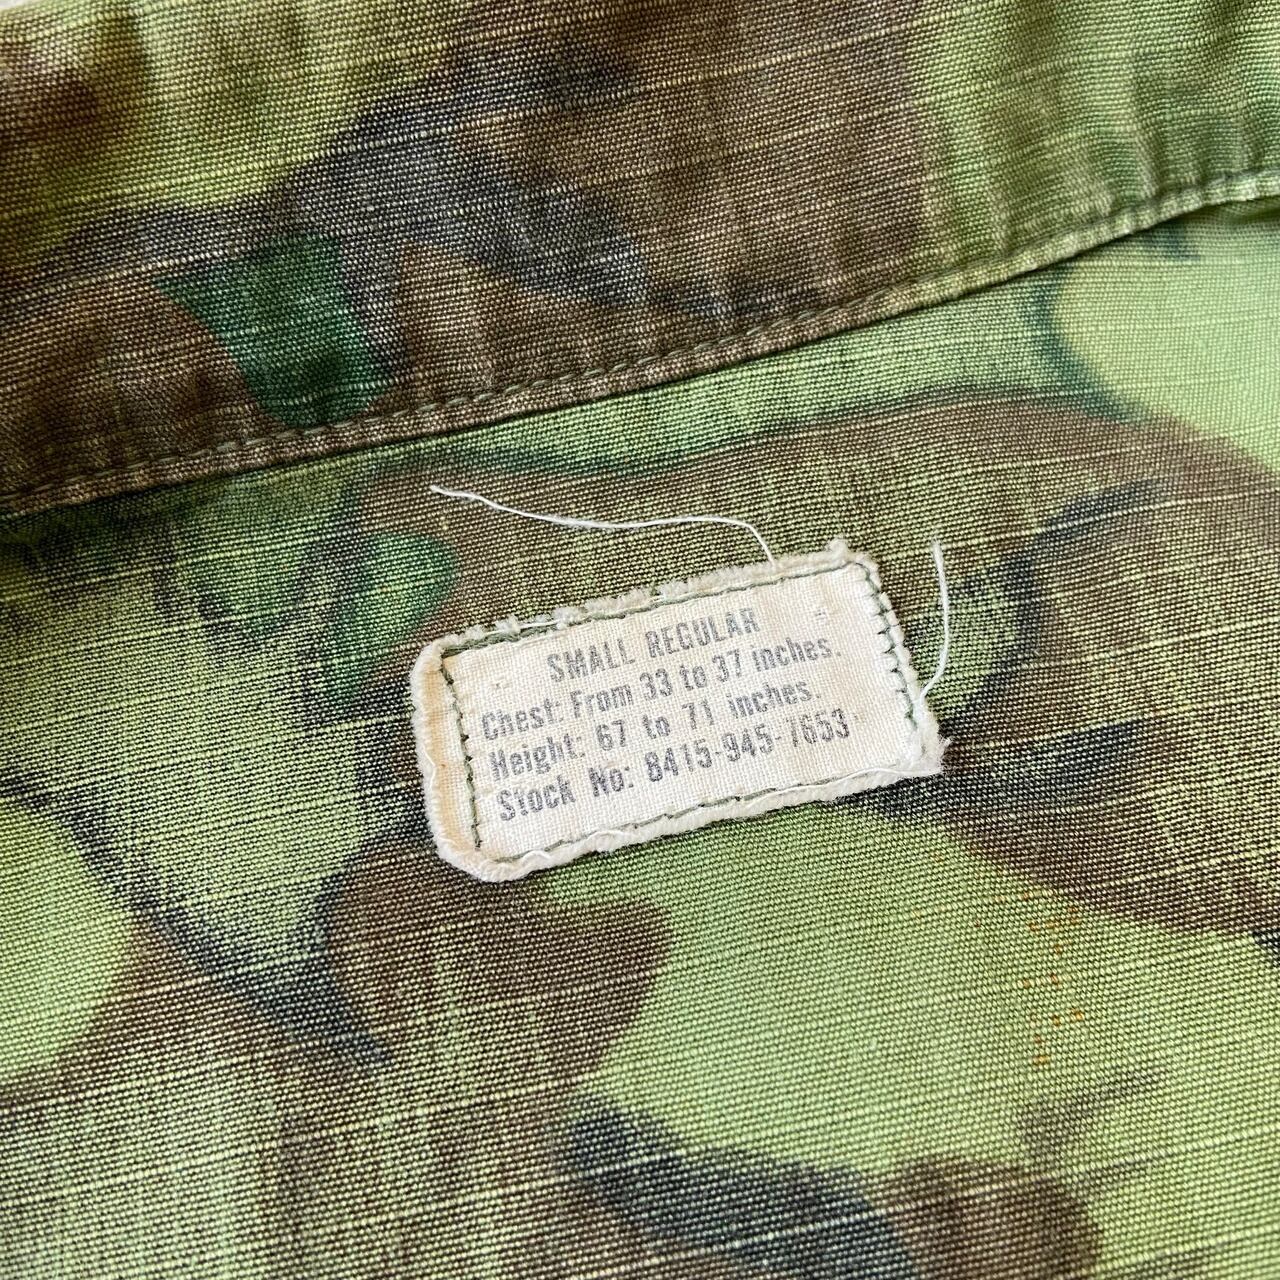 SMALL REGULAR
Chest: From 33 to 37 inches.
Height: 67 to 71 inches.
Stock No: 8415-945-7653